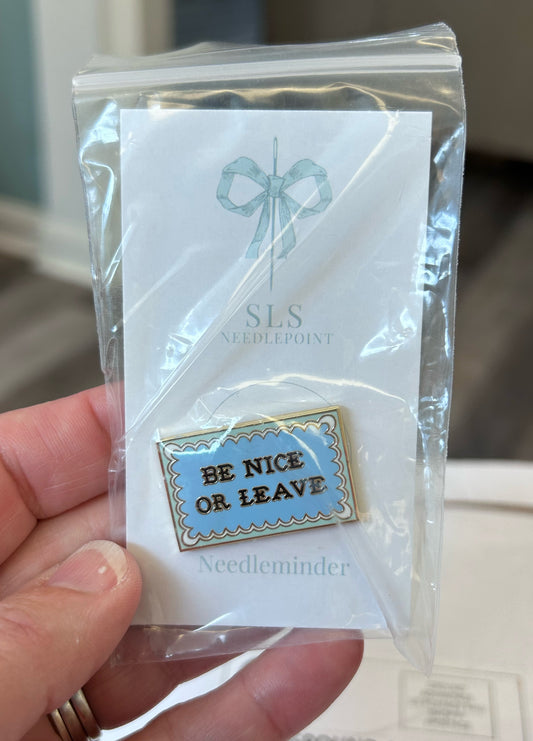 SLS
NEEDLEPOINT
BE NICE
OR LEAVE
Needleminder